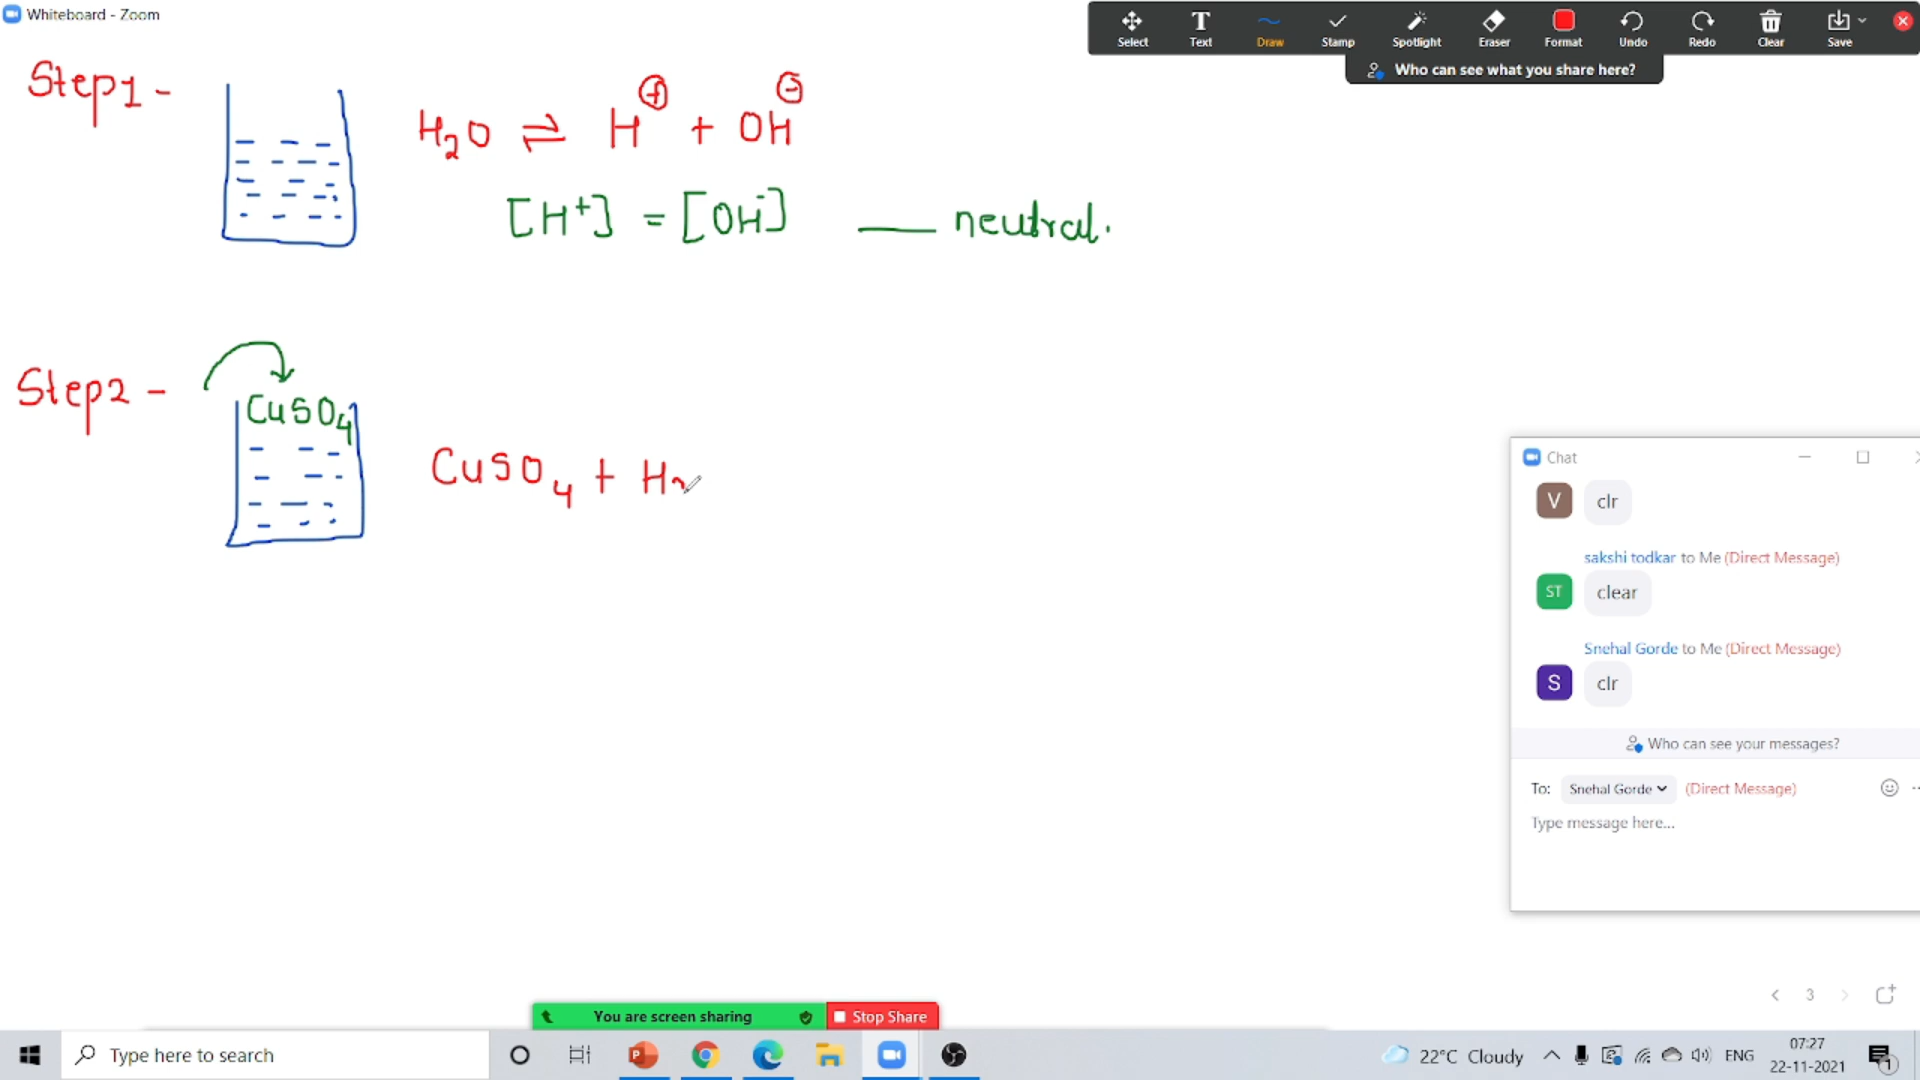 Whiteboard - Zoom
Select Text Draw Stamp Spotlight Eraser Format Undo Redo Clear Save
Who can see what you share here?
Step1 -
H₂O ⇌ H⊕ + OH⊖
[H⁺] = [OH⁻] __ neutral.
Step2 -
CuSO₄
CuSO₄ + H
Chat
V clr
sakshi todkar to Me (Direct Message)
ST clear
Snehal Gorde to Me (Direct Message)
S clr
Who can see your messages?
To: Snehal Gorde (Direct Message)
Type message here...
3
You are screen sharing Stop Share
Type here to search
22°C Cloudy ENG
07:27
22-11-2021
1